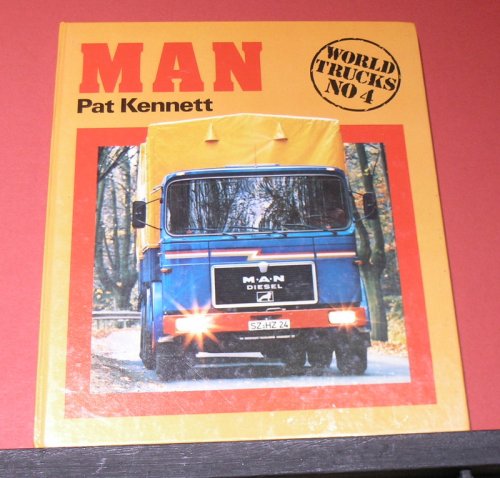 MAN
Pat Kennett
WORLD
TRUCKS
NO 4
M·A·N
DIESEL
SZ·HZ 24